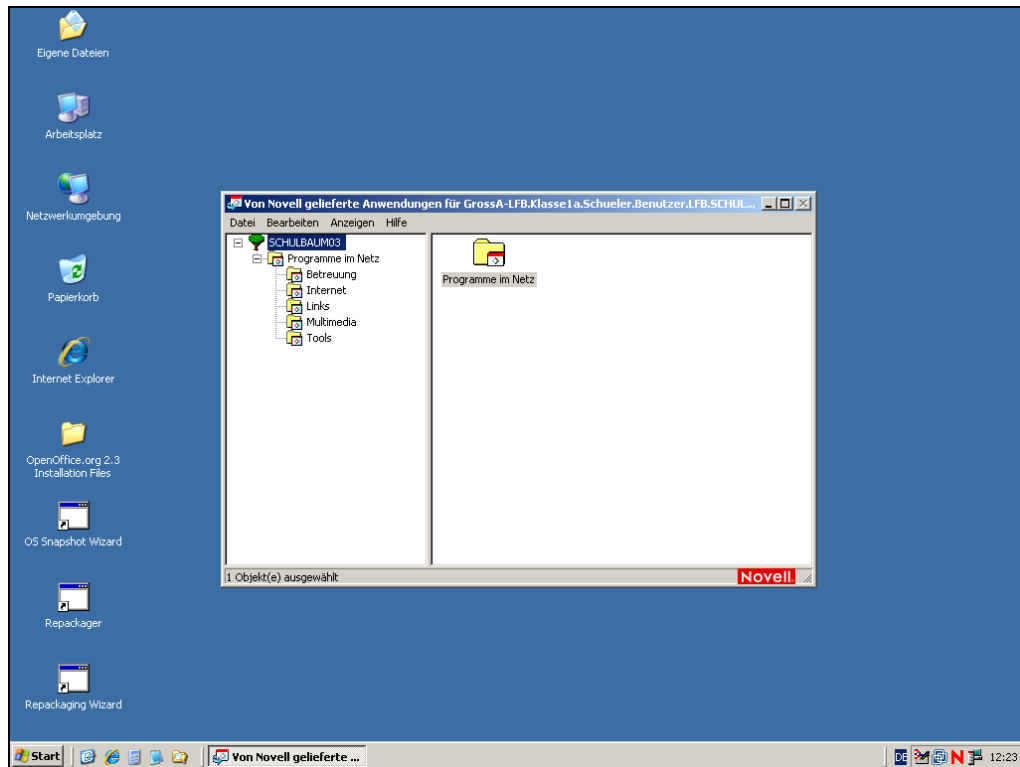 Eigene Dateien
Arbeitsplatz
Netzwerkumgebung
Papierkorb
Internet Explorer
OpenOffice.org 2.3
Installation Files
OS Snapshot Wizard
Repackager
Repackaging Wizard
Von Novell gelieferte Anwendungen für GrossA-LFB.Klasse1a.Schueler.Benutzer.LFB.SCHUL...
Datei Bearbeiten Anzeigen Hilfe
SCHULBAUM03
Programme im Netz
Betreuung
Internet
Links
Multimedia
Tools
Programme im Netz
1 Objekt(e) ausgewählt
Novell.
Start
Von Novell gelieferte ...
DE
N
12:23